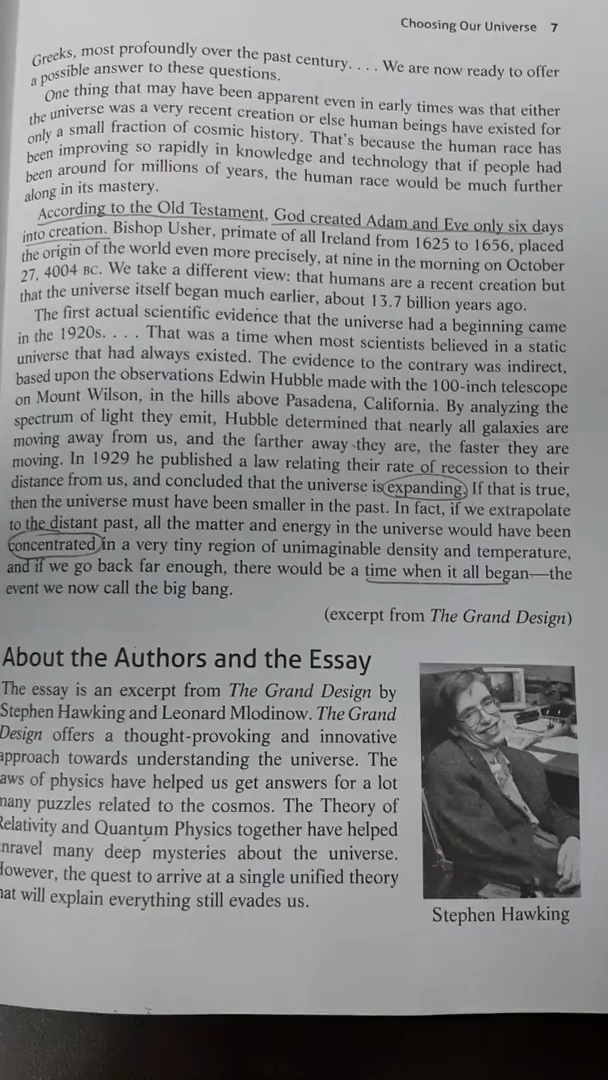 Choosing Our Universe 7
Greeks, most profoundly over the past century. . . . We are now ready to offer
a possible answer to these questions.
One thing that may have been apparent even in early times was that either
the universe was a very recent creation or else human beings have existed for
only a small fraction of cosmic history. That's because the human race has
been improving so rapidly in knowledge and technology that if people had
been around for millions of years, the human race would be much further
along in its mastery.
According to the Old Testament, God created Adam and Eve only six days
into creation. Bishop Usher, primate of all Ireland from 1625 to 1656, placed
the origin of the world even more precisely, at nine in the morning on October
27, 4004 BC. We take a different view: that humans are a recent creation but
that the universe itself began much earlier, about 13.7 billion years ago.
The first actual scientific evidence that the universe had a beginning came
in the 1920s. . . . That was a time when most scientists believed in a static
universe that had always existed. The evidence to the contrary was indirect,
based upon the observations Edwin Hubble made with the 100-inch telescope
on Mount Wilson, in the hills above Pasadena, California. By analyzing the
spectrum of light they emit, Hubble determined that nearly all galaxies are
moving away from us, and the farther away they are, the faster they are
moving. In 1929 he published a law relating their rate of recession to their
distance from us, and concluded that the universe is expanding. If that is true,
then the universe must have been smaller in the past. In fact, if we extrapolate
to the distant past, all the matter and energy in the universe would have been
concentrated in a very tiny region of unimaginable density and temperature,
and if we go back far enough, there would be a time when it all began—the
event we now call the big bang.
(excerpt from The Grand Design)
About the Authors and the Essay
The essay is an excerpt from The Grand Design by
Stephen Hawking and Leonard Mlodinow. The Grand
Design offers a thought-provoking and innovative
approach towards understanding the universe. The
aws of physics have helped us get answers for a lot
many puzzles related to the cosmos. The Theory of
Relativity and Quantum Physics together have helped
nravel many deep mysteries about the universe.
However, the quest to arrive at a single unified theory
hat will explain everything still evades us.
Stephen Hawking